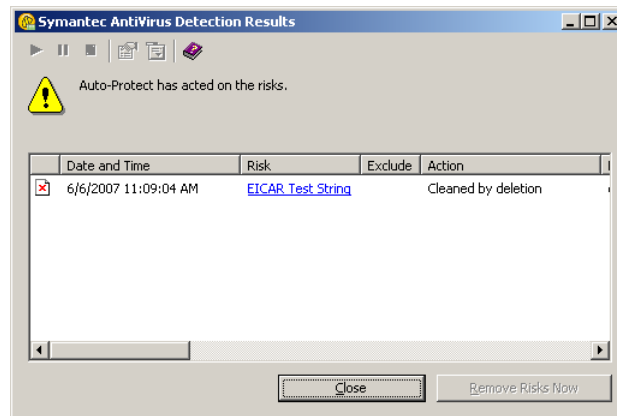 Symantec AntiVirus Detection Results
Auto-Protect has acted on the risks.
Date and Time Risk Exclude Action
6/6/2007 11:09:04 AM EICAR Test String Cleaned by deletion
Close Remove Risks Now